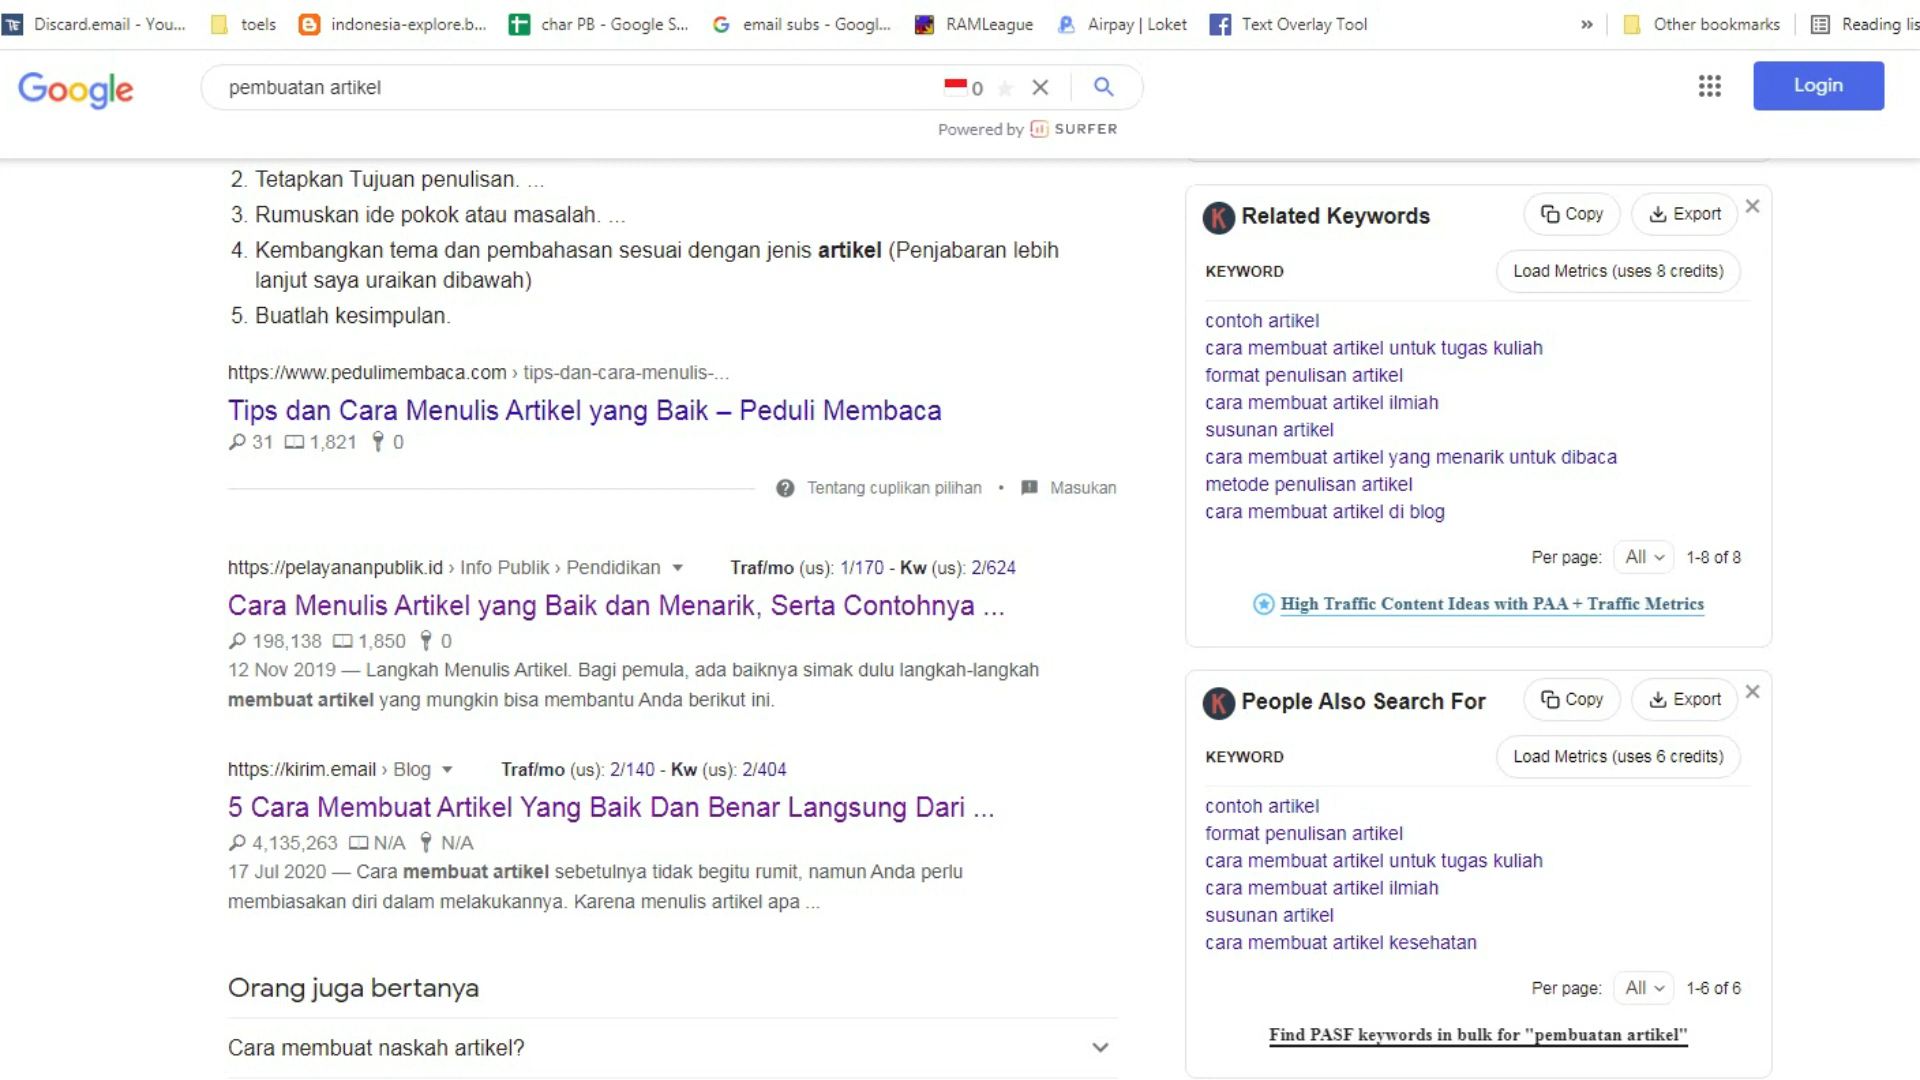 Discard.email - You... toels indonesia-explore.b... char PB - Google S... email subs - Googl... RAMLeague Airpay | Loket Text Overlay Tool » Other bookmarks Reading lis
Google pembuatan artikel 0 Login
Powered by SURFER
2. Tetapkan Tujuan penulisan. ...
3. Rumuskan ide pokok atau masalah. ...
4. Kembangkan tema dan pembahasan sesuai dengan jenis artikel (Penjabaran lebih
lanjut saya uraikan dibawah)
5. Buatlah kesimpulan.
https://www.pedulimembaca.com › tips-dan-cara-menulis-...
Tips dan Cara Menulis Artikel yang Baik – Peduli Membaca
31 1,821 0
Tentang cuplikan pilihan • Masukan
https://pelayananpublik.id › Info Publik › Pendidikan Traf/mo (us): 1/170 - Kw (us): 2/624
Cara Menulis Artikel yang Baik dan Menarik, Serta Contohnya ...
198,138 1,850 0
12 Nov 2019 — Langkah Menulis Artikel. Bagi pemula, ada baiknya simak dulu langkah-langkah
membuat artikel yang mungkin bisa membantu Anda berikut ini.
https://kirim.email › Blog Traf/mo (us): 2/140 - Kw (us): 2/404
5 Cara Membuat Artikel Yang Baik Dan Benar Langsung Dari ...
4,135,263 N/A N/A
17 Jul 2020 — Cara membuat artikel sebetulnya tidak begitu rumit, namun Anda perlu
membiasakan diri dalam melakukannya. Karena menulis artikel apa ...
Orang juga bertanya
Cara membuat naskah artikel?
K Related Keywords Copy Export
KEYWORD Load Metrics (uses 8 credits)
contoh artikel
cara membuat artikel untuk tugas kuliah
format penulisan artikel
cara membuat artikel ilmiah
susunan artikel
cara membuat artikel yang menarik untuk dibaca
metode penulisan artikel
cara membuat artikel di blog
Per page: All 1-8 of 8
High Traffic Content Ideas with PAA + Traffic Metrics
K People Also Search For Copy Export
KEYWORD Load Metrics (uses 6 credits)
contoh artikel
format penulisan artikel
cara membuat artikel untuk tugas kuliah
cara membuat artikel ilmiah
susunan artikel
cara membuat artikel kesehatan
Per page: All 1-6 of 6
Find PASF keywords in bulk for "pembuatan artikel"